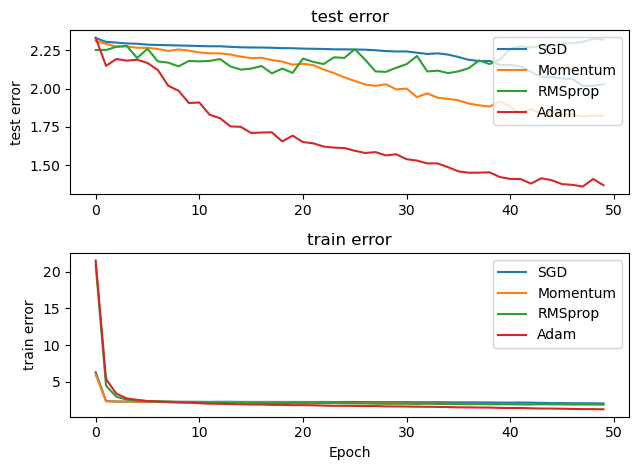 test error
test error
2.25
2.00
1.75
1.50
SGD
Momentum
RMSprop
Adam
0
10
20
30
40
50
train error
train error
20
15
10
5
SGD
Momentum
RMSprop
Adam
0
10
20
30
40
50
Epoch